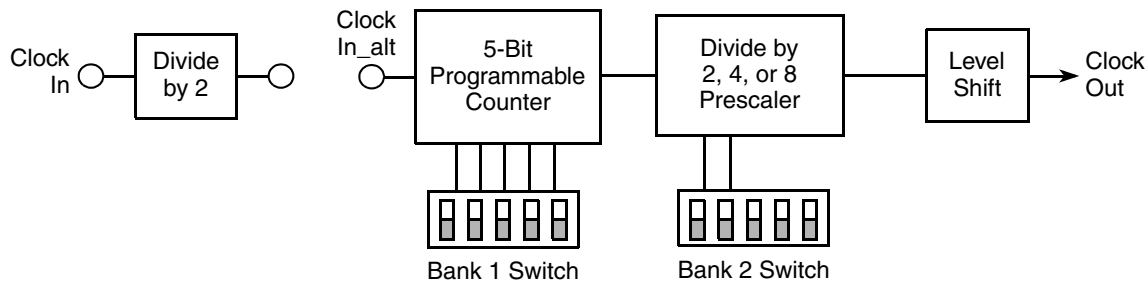 Clock
In
Divide
by 2
Clock
In_alt
5-Bit
Programmable
Counter
Divide by
2, 4, or 8
Prescaler
Level
Shift
Clock
Out
Bank 1 Switch
Bank 2 Switch